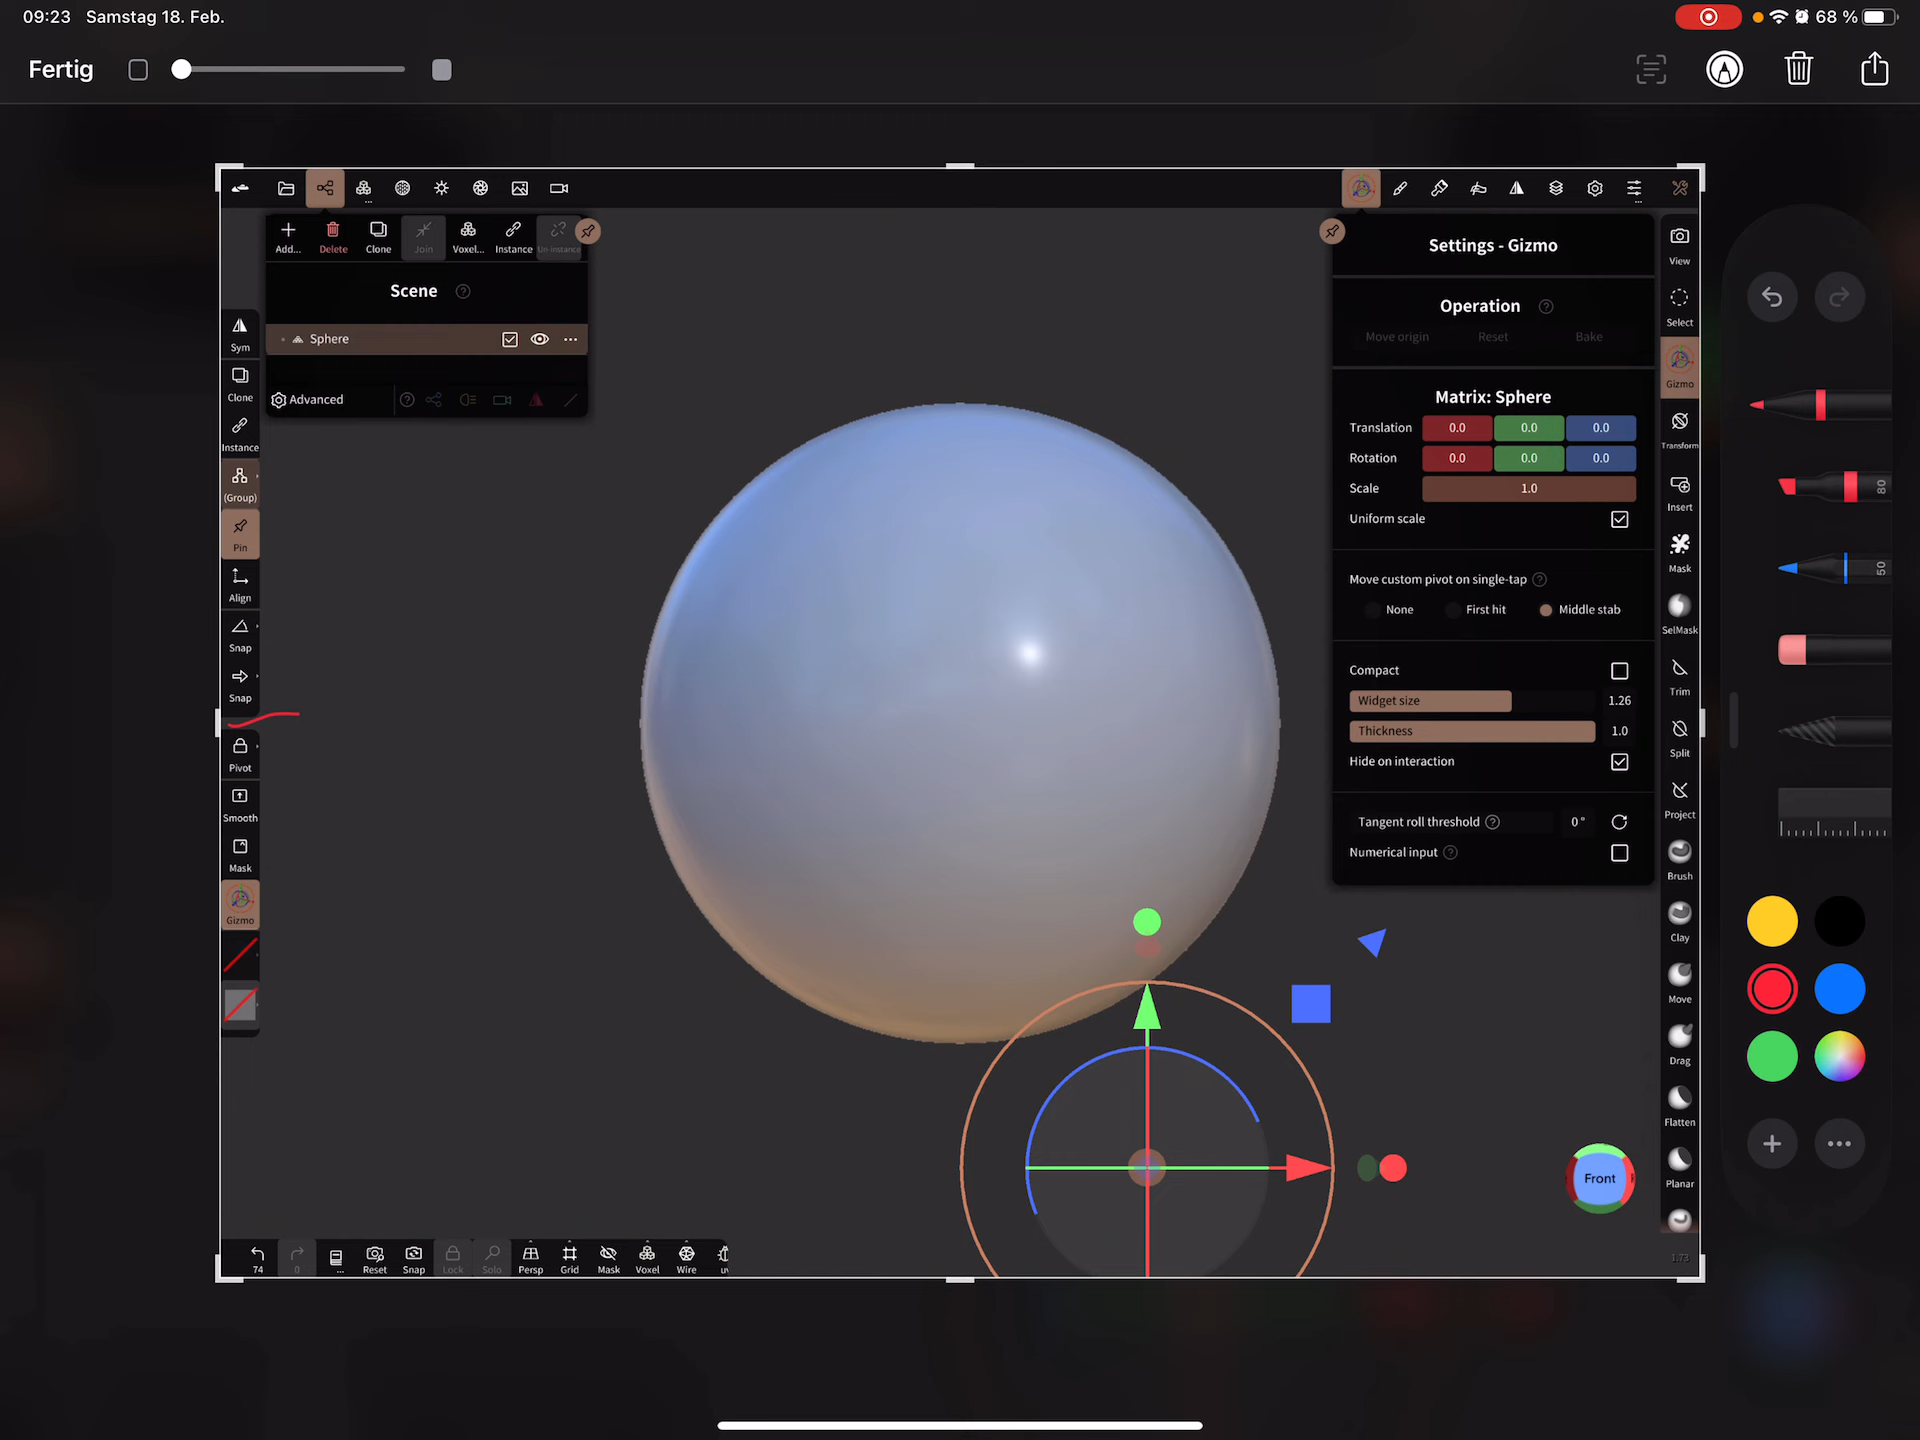 09:23 Samstag 18. Feb.
68 %
Fertig
Add... Delete Clone Join Voxel... Instance Un-instance
Scene
Sphere
Advanced
Sym
Clone
Instance
(Group)
Pin
Align
Snap
Snap
Pivot
Smooth
Mask
Gizmo
Settings - Gizmo
Operation
Move origin Reset Bake
Matrix: Sphere
Translation 0.0 0.0 0.0
Rotation 0.0 0.0 0.0
Scale 1.0
Uniform scale
Move custom pivot on single-tap
None First hit Middle stab
Compact
Widget size 1.26
Thickness 1.0
Hide on interaction
Tangent roll threshold 0°
Numerical input
View
Select
Gizmo
Transform
Insert
Mask
SelMask
Trim
Split
Project
Brush
Clay
Move
Drag
Flatten
Planar
80
50
Front
74 0 ... Reset Snap Lock Solo Persp Grid Mask Voxel Wire uv
1.73